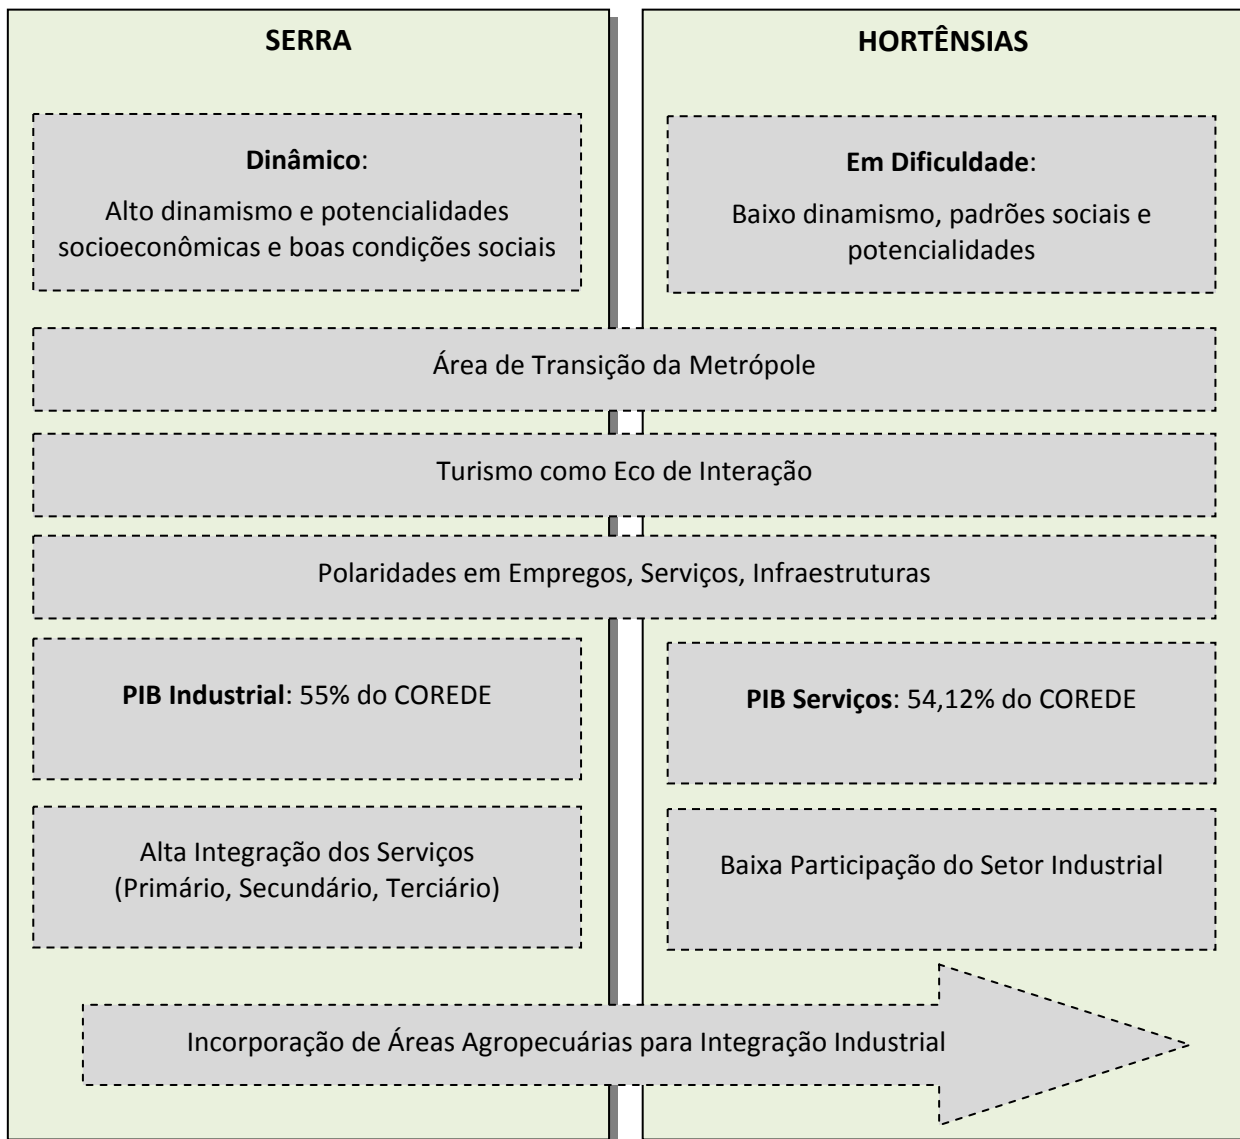 SERRA
HORTÊNSIAS
Dinâmico:
Alto dinamismo e potencialidades
socioeconômicas e boas condições sociais
Em Dificuldade:
Baixo dinamismo, padrões sociais e
potencialidades
Área de Transição da Metrópole
Turismo como Eco de Interação
Polaridades em Empregos, Serviços, Infraestruturas
PIB Industrial: 55% do COREDE
PIB Serviços: 54,12% do COREDE
Alta Integração dos Serviços
(Primário, Secundário, Terciário)
Baixa Participação do Setor Industrial
Incorporação de Áreas Agropecuárias para Integração Industrial